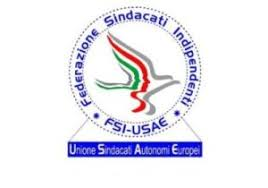 Federazione Sindacati Indipendenti
* FSI-USAE *
Unione Sindacati Autonomi Europei